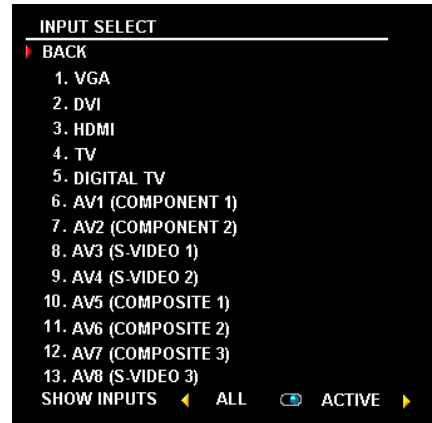 INPUT SELECT
BACK
1. VGA
2. DVI
3. HDMI
4. TV
5. DIGITAL TV
6. AV1 (COMPONENT 1)
7. AV2 (COMPONENT 2)
8. AV3 (S-VIDEO 1)
9. AV4 (S-VIDEO 2)
10. AV5 (COMPOSITE 1)
11. AV6 (COMPOSITE 2)
12. AV7 (COMPOSITE 3)
13. AV8 (S-VIDEO 3)
SHOW INPUTS ALL ACTIVE